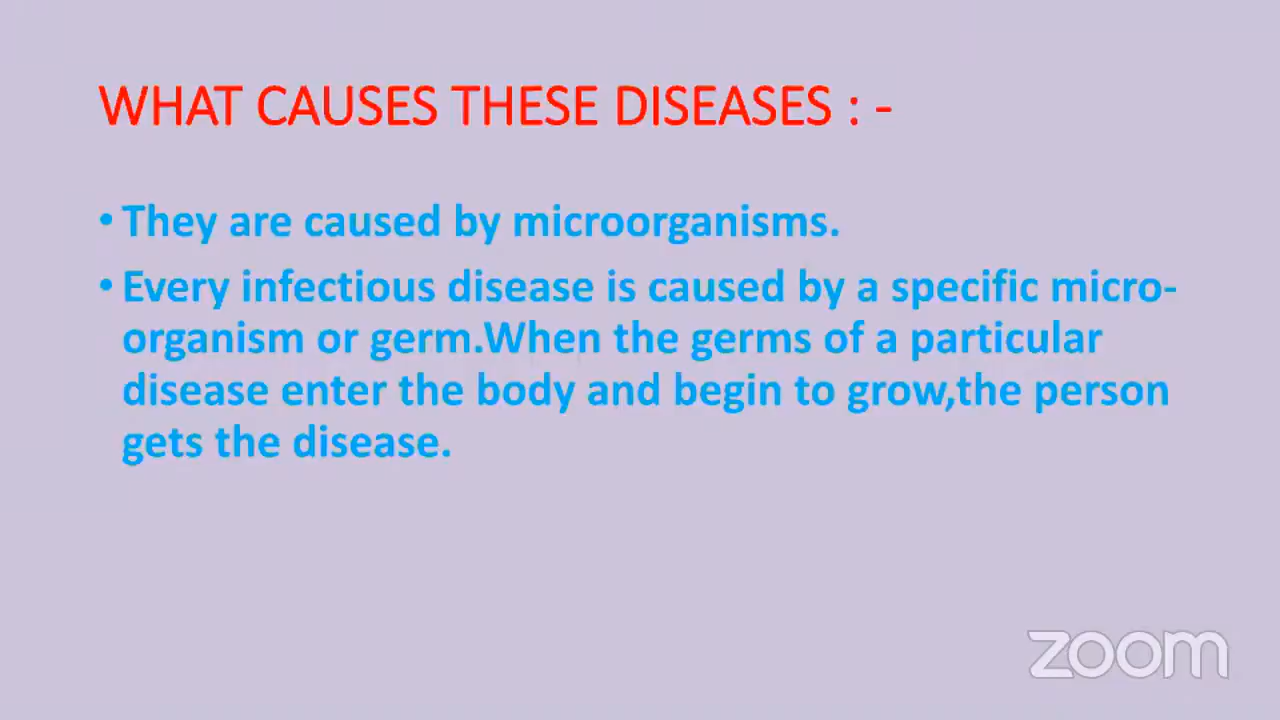 WHAT CAUSES THESE DISEASES : -
• They are caused by microorganisms.
• Every infectious disease is caused by a specific micro-
organism or germ.When the germs of a particular
disease enter the body and begin to grow,the person
gets the disease.
zoom